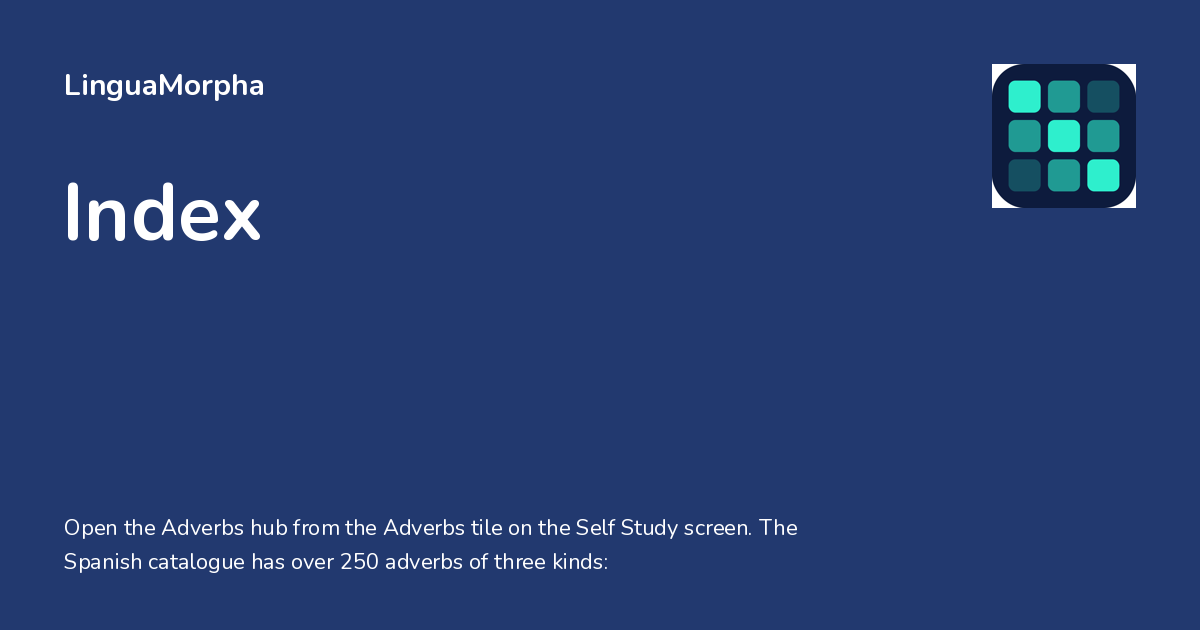 LinguaMorpha
Index
Open the Adverbs hub from the Adverbs tile on the Self Study screen. The
Spanish catalogue has over 250 adverbs of three kinds: